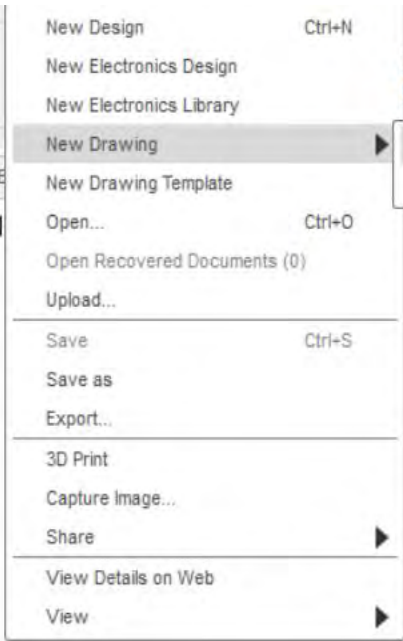 New Design Ctrl+N
New Electronics Design
New Electronics Library
New Drawing
New Drawing Template
Open... Ctrl+O
Open Recovered Documents (0)
Upload...
Save Ctrl+S
Save as
Export...
3D Print
Capture Image...
Share
View Details on Web
View